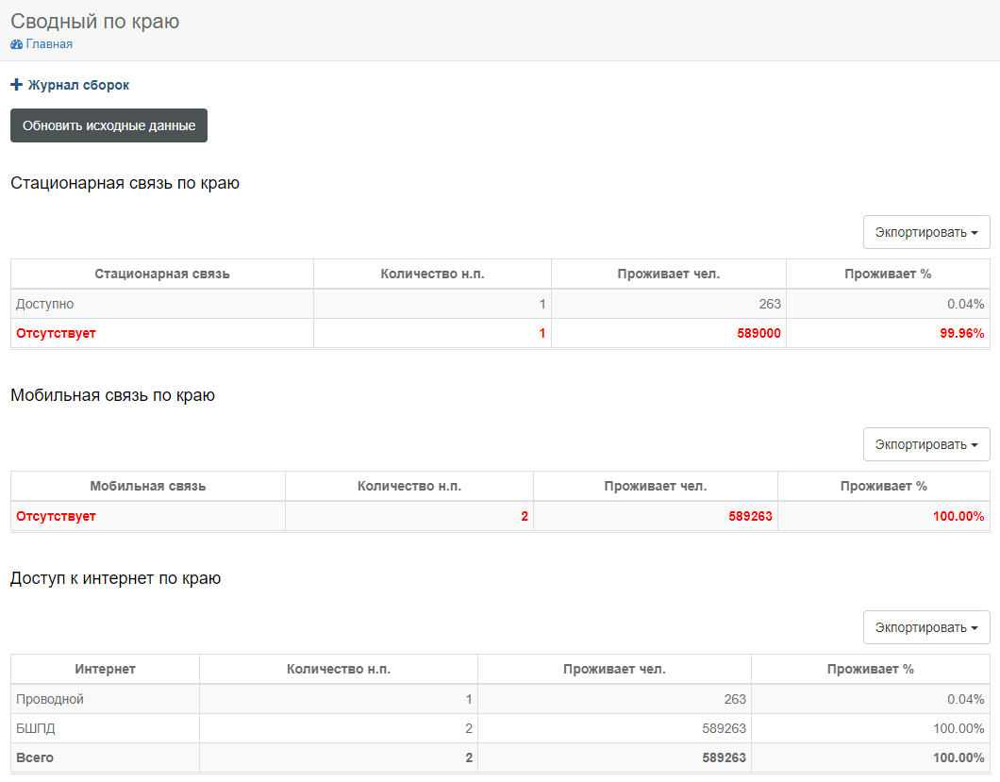 Сводный по краю
Главная
Журнал сборок
Обновить исходные данные
Стационарная связь по краю
Экпортировать
Стационарная связь Количество н.п. Проживает чел. Проживает %
Доступно 1 263 0.04%
Отсутствует 1 589000 99.96%
Мобильная связь по краю
Экпортировать
Мобильная связь Количество н.п. Проживает чел. Проживает %
Отсутствует 2 589263 100.00%
Доступ к интернет по краю
Экпортировать
Интернет Количество н.п. Проживает чел. Проживает %
Проводной 1 263 0.04%
БШПД 2 589263 100.00%
Всего 2 589263 100.00%